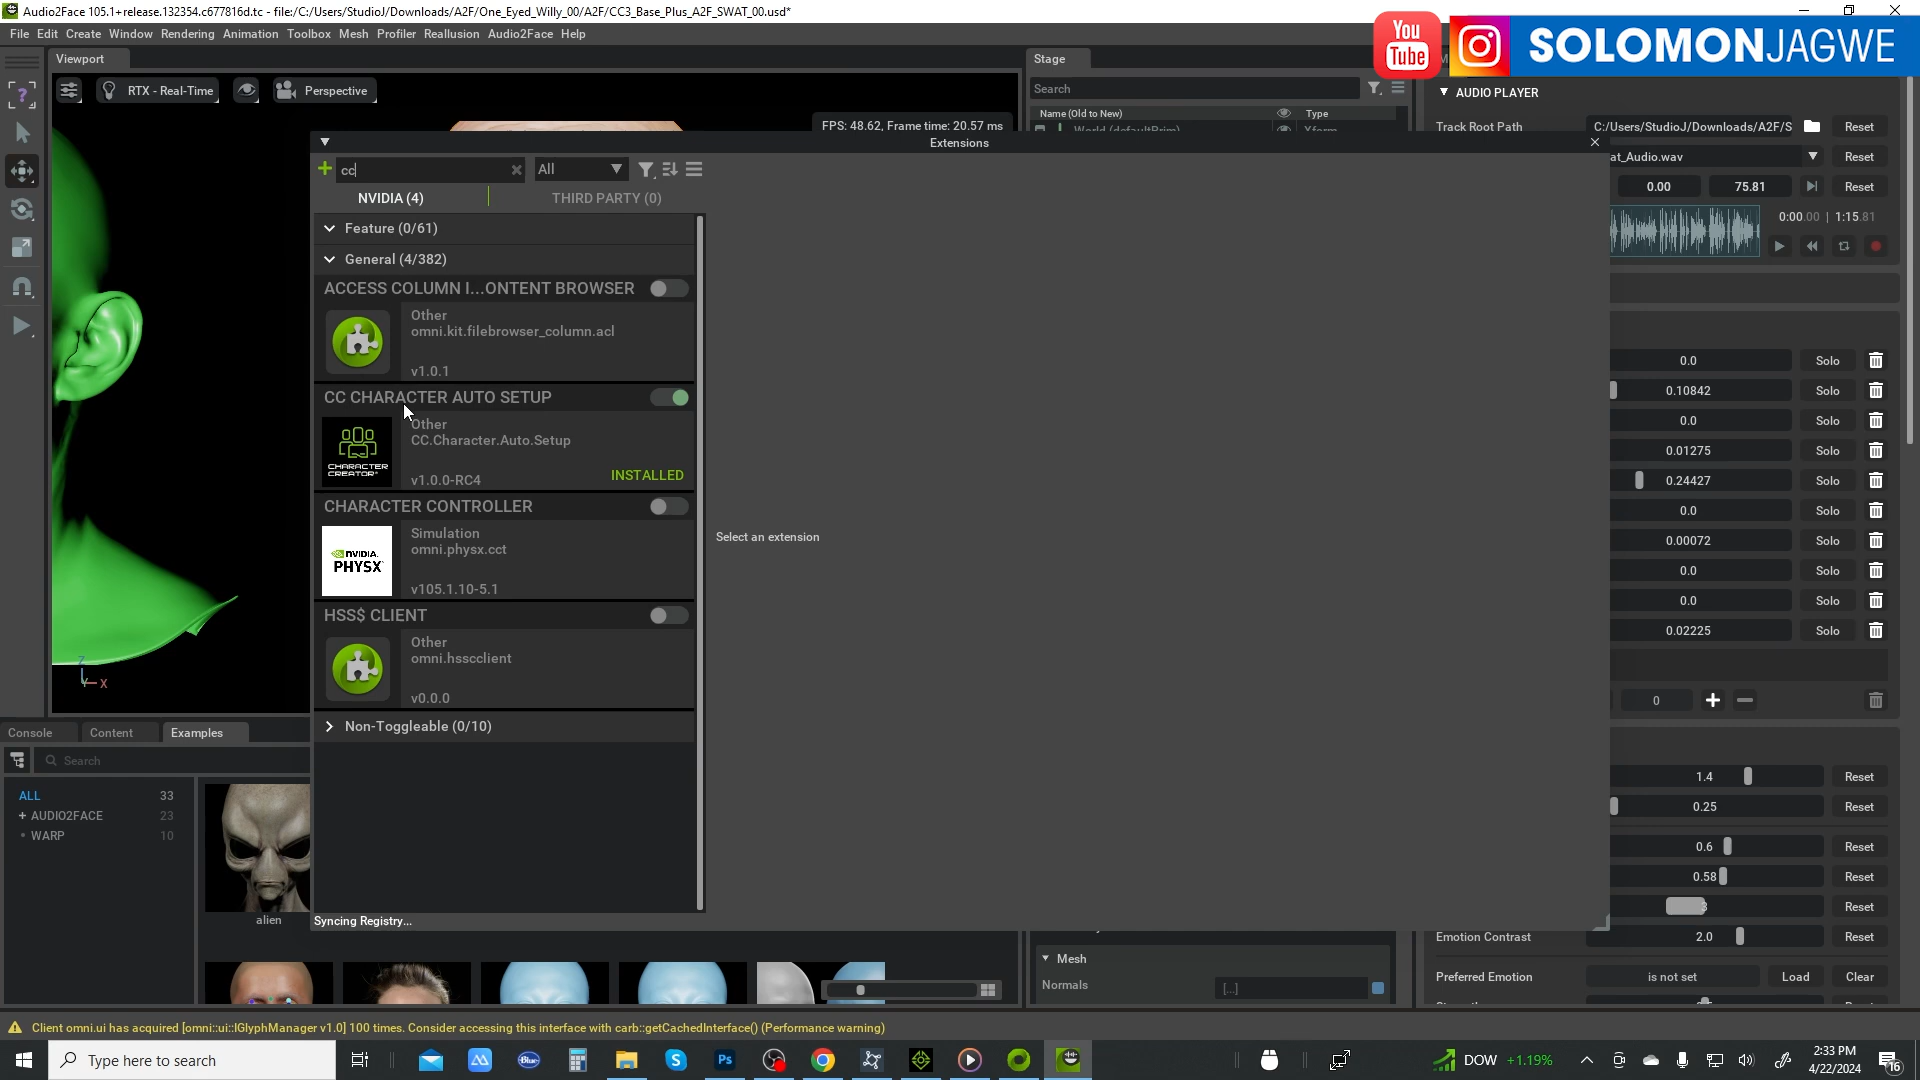 Audio2Face 105.1+release.132354.c677816d.tc - file:/C:/Users/StudioJ/Downloads/A2F/One_Eyed_Willy_00/A2F/CC3_Base_Plus_A2F_SWAT_00.usd*
File Edit Create Window Rendering Animation Toolbox Mesh Profiler Reallusion Audio2Face Help
You Tube
SOLOMONJAGWE
Viewport
Stage
RTX - Real-Time
Perspective
Search
AUDIO PLAYER
Name (Old to New) Type
FPS: 48.62, Frame time: 20.57 ms
World (defaultPrim) Xform
Track Root Path C:/Users/StudioJ/Downloads/A2F/S Reset
Extensions
at_Audio.wav Reset
cc
All
0.00 75.81 Reset
NVIDIA (4) THIRD PARTY (0)
0:00.00 | 1:15.81
Feature (0/61)
General (4/382)
ACCESS COLUMN I...ONTENT BROWSER
Other
omni.kit.filebrowser_column.acl
v1.0.1
CC CHARACTER AUTO SETUP
Other
CC.Character.Auto.Setup
CHARACTER
CREATOR
v1.0.0-RC4 INSTALLED
CHARACTER CONTROLLER
Simulation
omni.physx.cct
NVIDIA.
PHYSX
v105.1.10-5.1
HSS$ CLIENT
Other
omni.hsscclient
v0.0.0
Non-Toggleable (0/10)
Syncing Registry...
Select an extension
0.0 Solo
0.10842 Solo
0.0 Solo
0.01275 Solo
0.24427 Solo
0.0 Solo
0.00072 Solo
0.0 Solo
0.0 Solo
0.02225 Solo
0
1.4 Reset
0.25 Reset
0.6 Reset
0.58 Reset
3 Reset
Emotion Contrast 2.0 Reset
Preferred Emotion is not set Load Clear
Z
Y X
Console Content Examples
Search
ALL 33
+ AUDIO2FACE 23
WARP 10
alien
Mesh
Normals [...]
Client omni.ui has acquired [omni::ui::IGlyphManager v1.0] 100 times. Consider accessing this interface with carb::getCachedInterface() (Performance warning)
Type here to search
Blue
Ps
DOW +1.19%
2:33 PM
4/22/2024
16